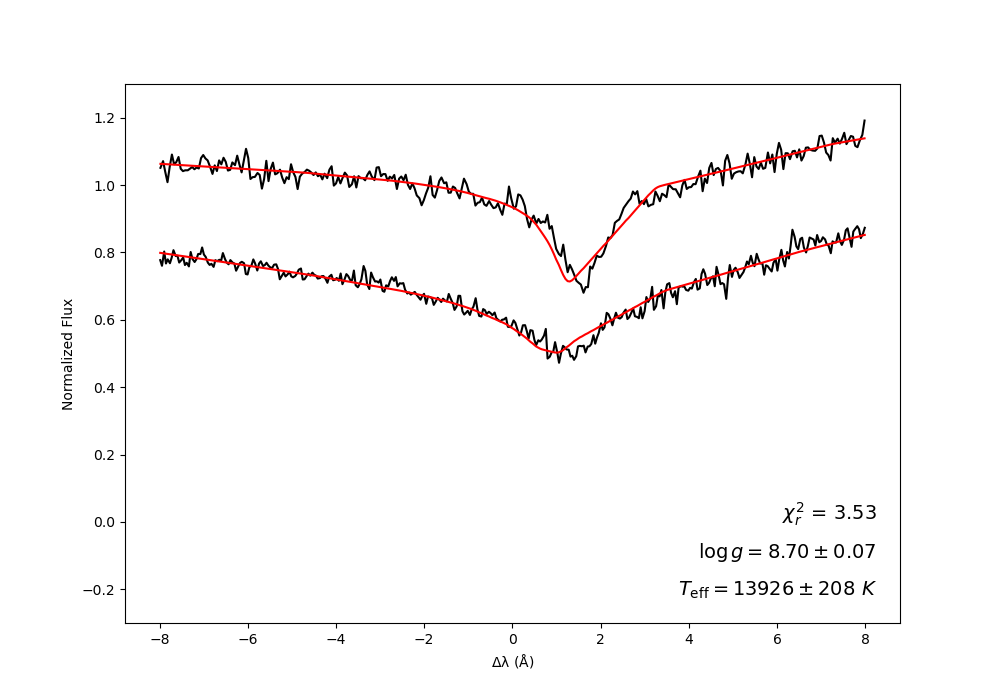 1.2
1.0
0.8
0.6
0.4
0.2
0.0
−0.2
Normalized Flux
χ²ᵣ = 3.53
log g = 8.70 ± 0.07
T_eff = 13926 ± 208 K
−8 −6 −4 −2 0 2 4 6 8
Δλ (Å)